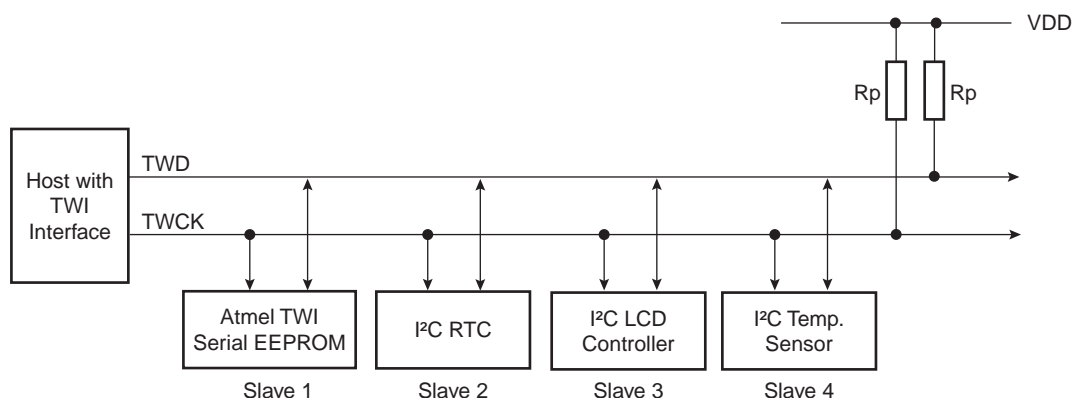 VDD
Rp
Rp
Host with
TWI
Interface
TWD
TWCK
Atmel TWI
Serial EEPROM
Slave 1
I²C RTC
Slave 2
I²C LCD
Controller
Slave 3
I²C Temp.
Sensor
Slave 4